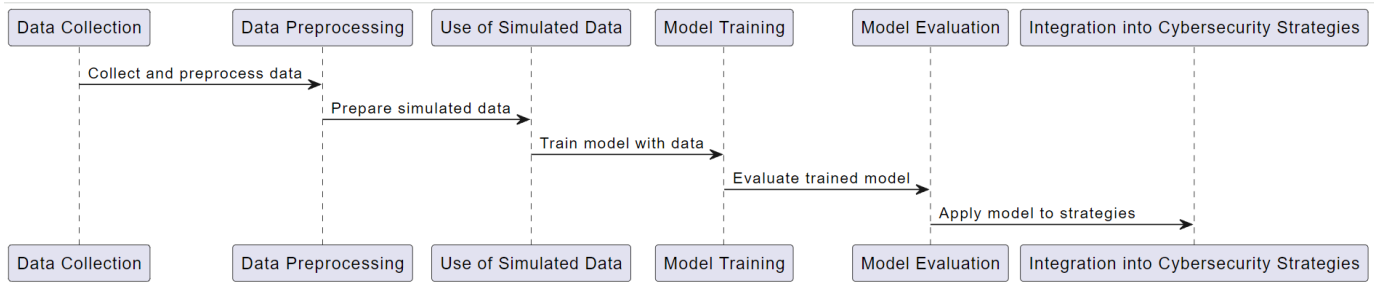 Data Collection Data Preprocessing Use of Simulated Data Model Training Model Evaluation Integration into Cybersecurity Strategies
Collect and preprocess data
Prepare simulated data
Train model with data
Evaluate trained model
Apply model to strategies
Data Collection Data Preprocessing Use of Simulated Data Model Training Model Evaluation Integration into Cybersecurity Strategies